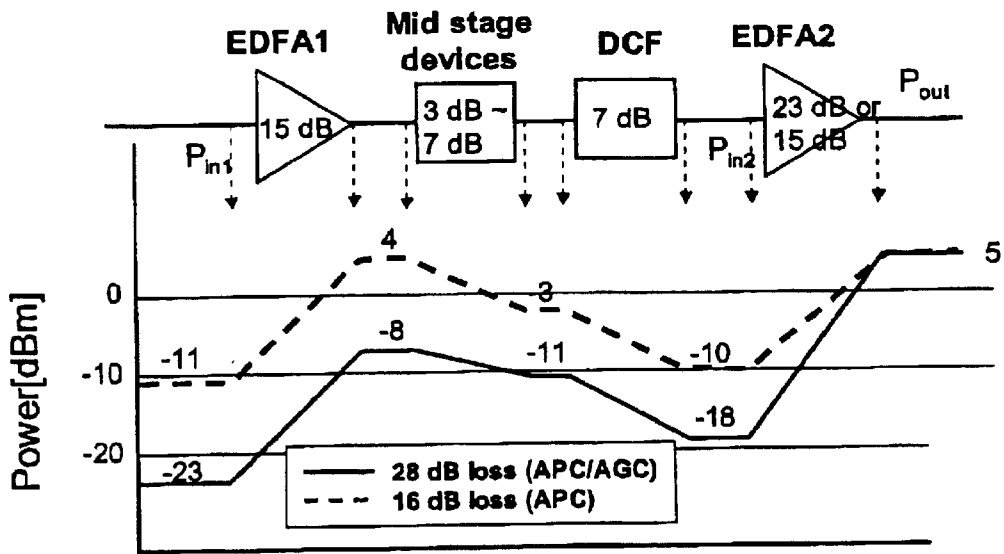 EDFA1
Mid stage
devices
DCF
EDFA2
15 dB
3 dB ~
7 dB
7 dB
23 dB or
15 dB
Pin1
Pin2
Pout
Power[dBm]
0
-10
-20
-11
4
3
-10
5
-23
-8
-11
-18
28 dB loss (APC/AGC)
16 dB loss (APC)